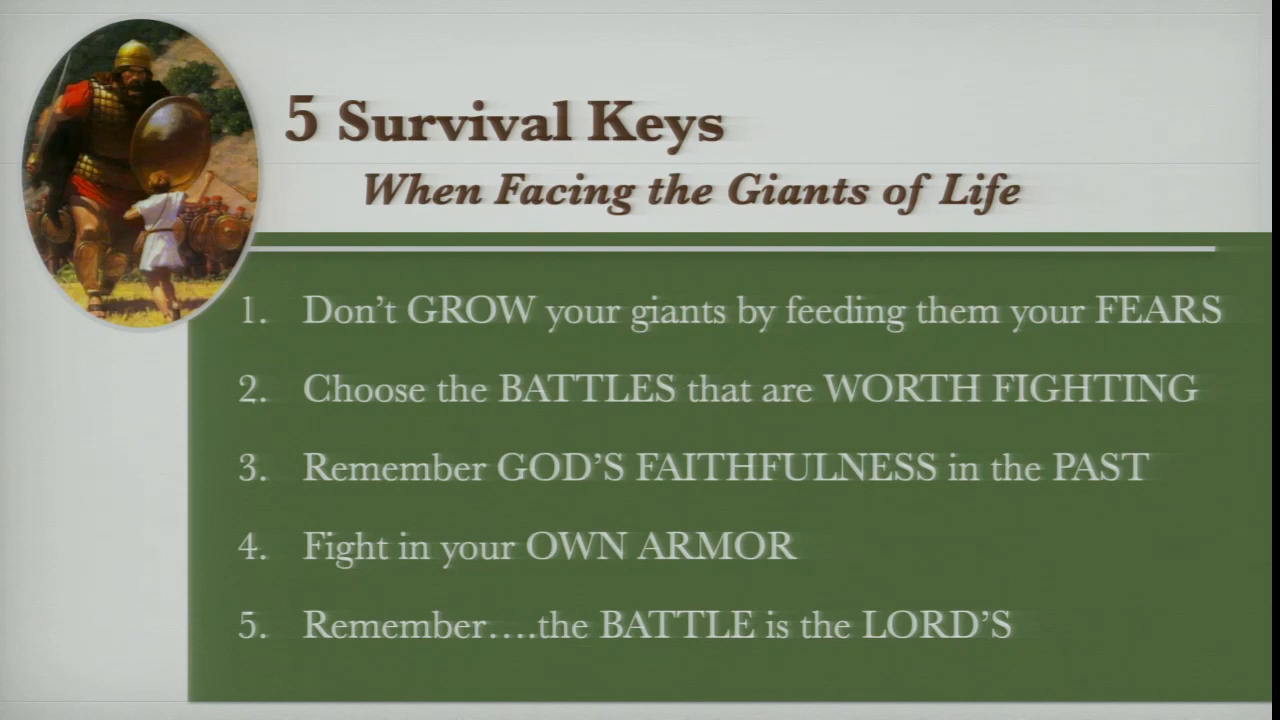 5 Survival Keys
When Facing the Giants of Life
1. Don’t GROW your giants by feeding them your FEARS
2. Choose the BATTLES that are WORTH FIGHTING
3. Remember GOD’S FAITHFULNESS in the PAST
4. Fight in your OWN ARMOR
5. Remember….the BATTLE is the LORD’S